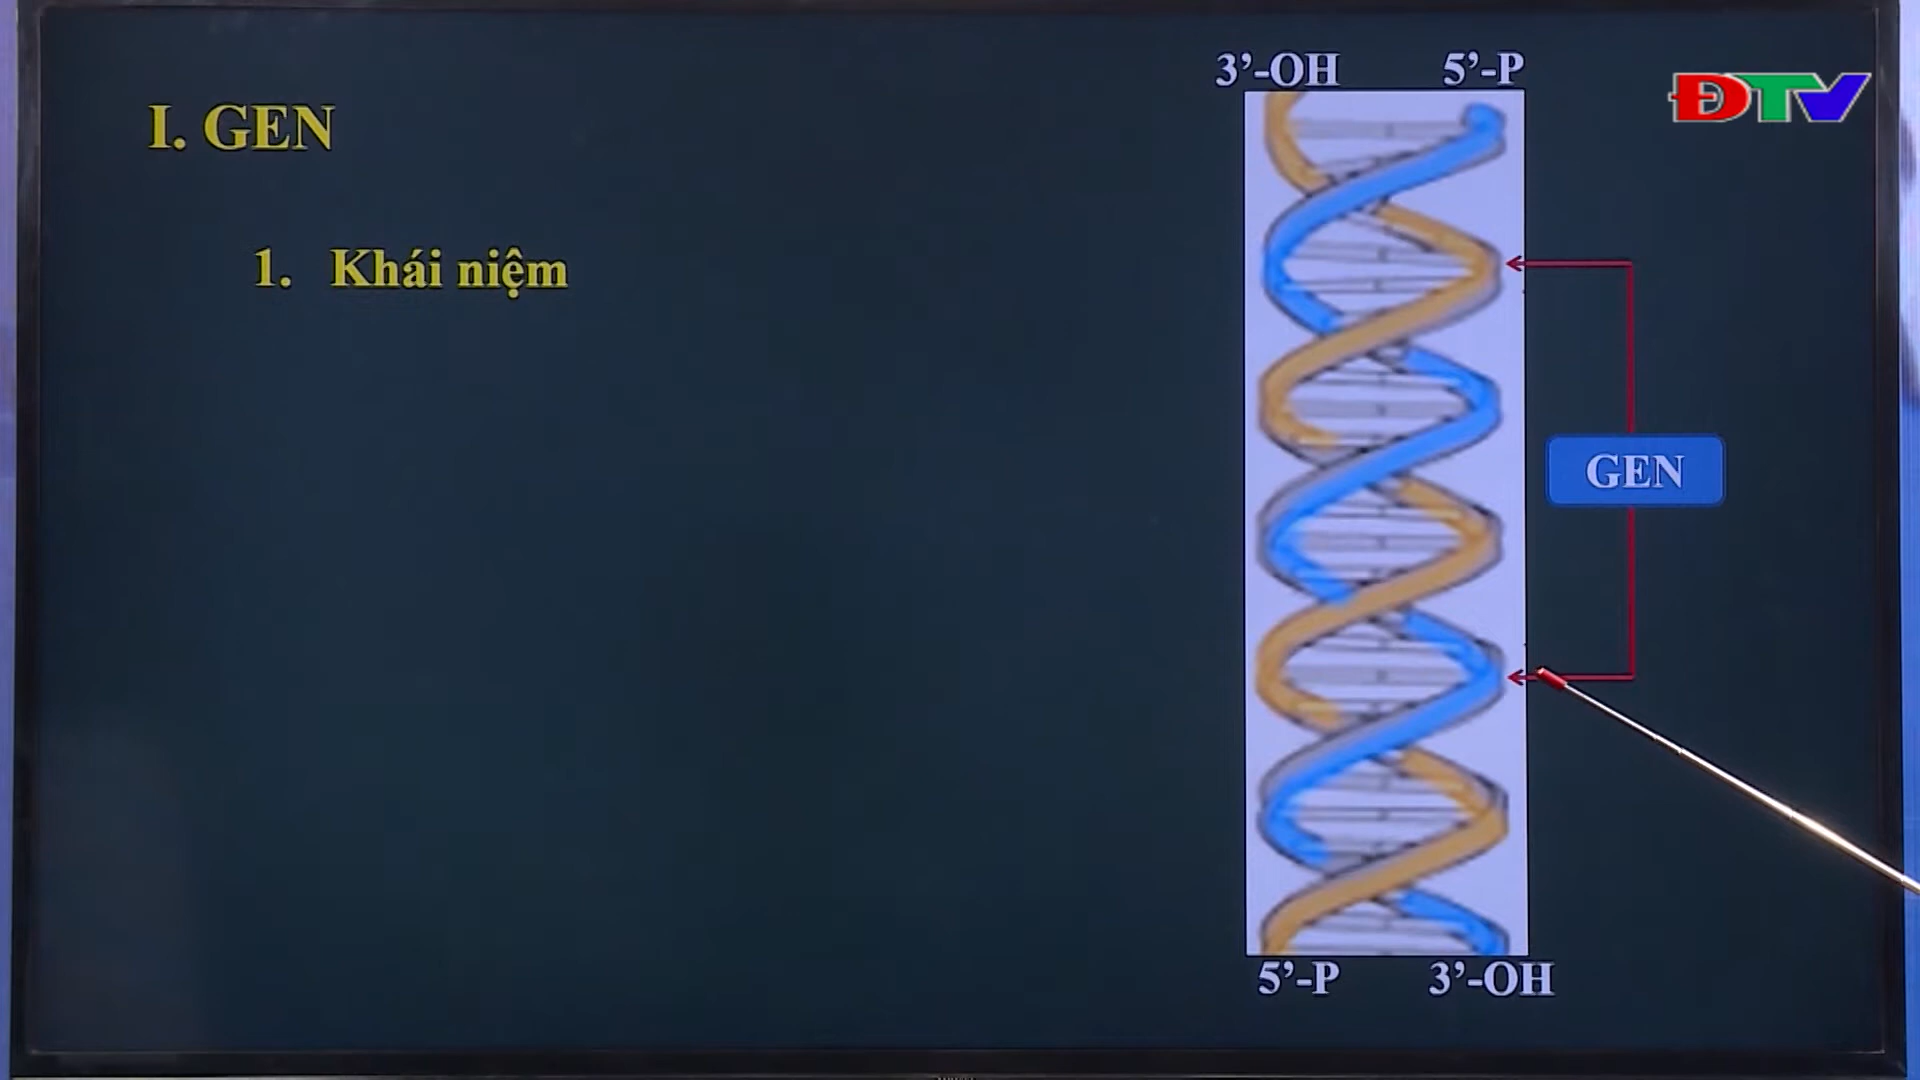 3’-OH 5’-P
ĐTV
I. GEN
1. Khái niệm
GEN
5’-P 3’-OH